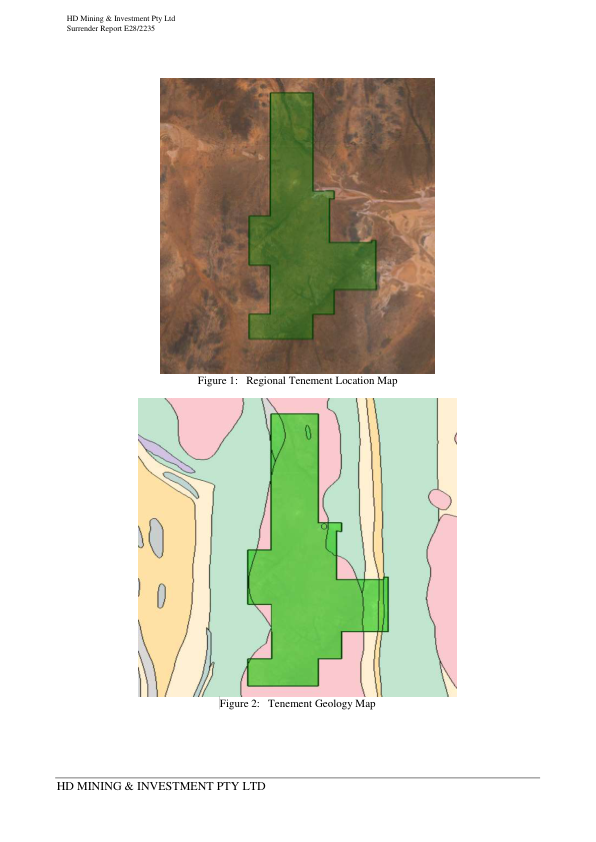 HD Mining & Investment Pty Ltd
Surrender Report E28/2235
Figure 1: Regional Tenement Location Map
Figure 2: Tenement Geology Map
HD MINING & INVESTMENT PTY LTD